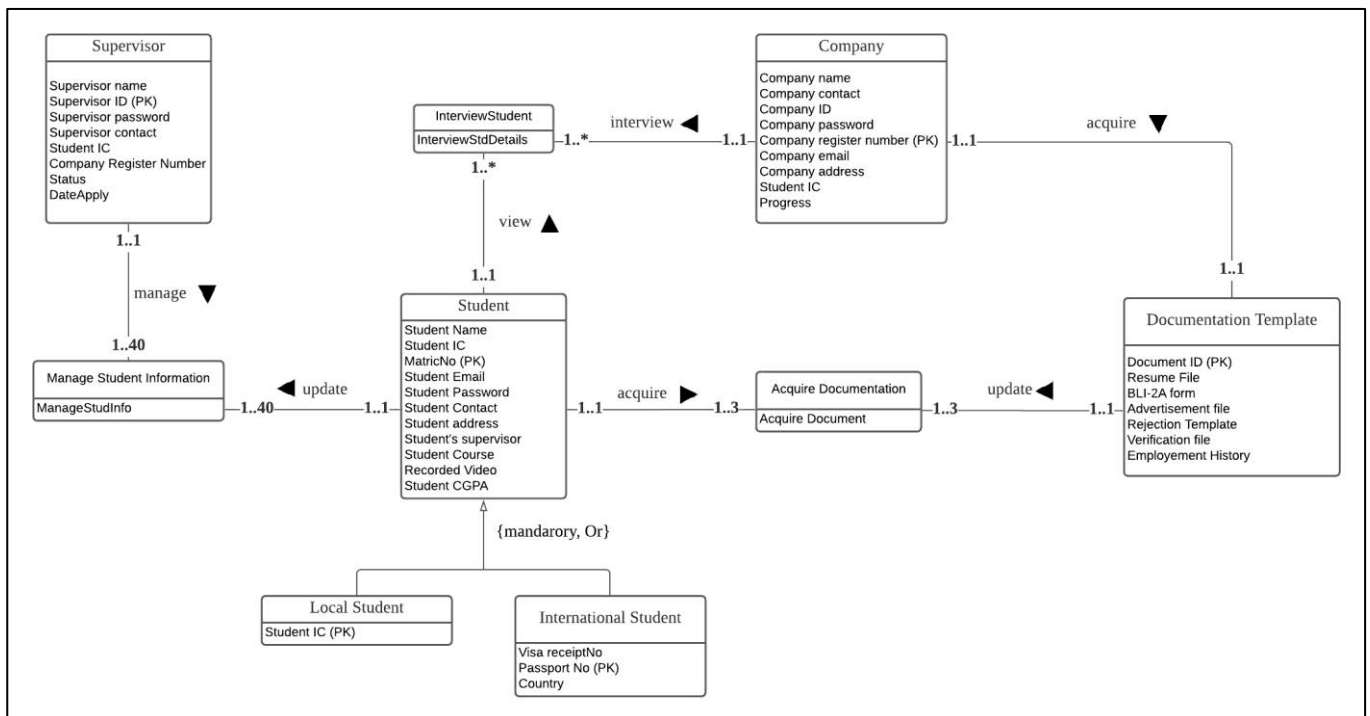 Supervisor
Supervisor name
Supervisor ID (PK)
Supervisor password
Supervisor contact
Student IC
Company Register Number
Status
DateApply
Company
Company name
Company contact
Company ID
Company password
Company register number (PK)
Company email
Company address
Student IC
Progress
InterviewStudent
InterviewStdDetails
interview
1..*
1..1
acquire
1..1
1..1
1..*
view
1..1
1..1
manage
1..40
Manage Student Information
ManageStudInfo
1..40
update
1..1
Student
Student Name
Student IC
MatricNo (PK)
Student Email
Student Password
Student Contact
Student address
Student's supervisor
Student Course
Recorded Video
Student CGPA
acquire
1..1
1..3
Acquire Documentation
Acquire Document
1..3
update
1..1
Documentation Template
Document ID (PK)
Resume File
BLI-2A form
Advertisement file
Rejection Template
Verification file
Employement History
{mandarory, Or}
Local Student
Student IC (PK)
International Student
Visa receiptNo
Passport No (PK)
Country